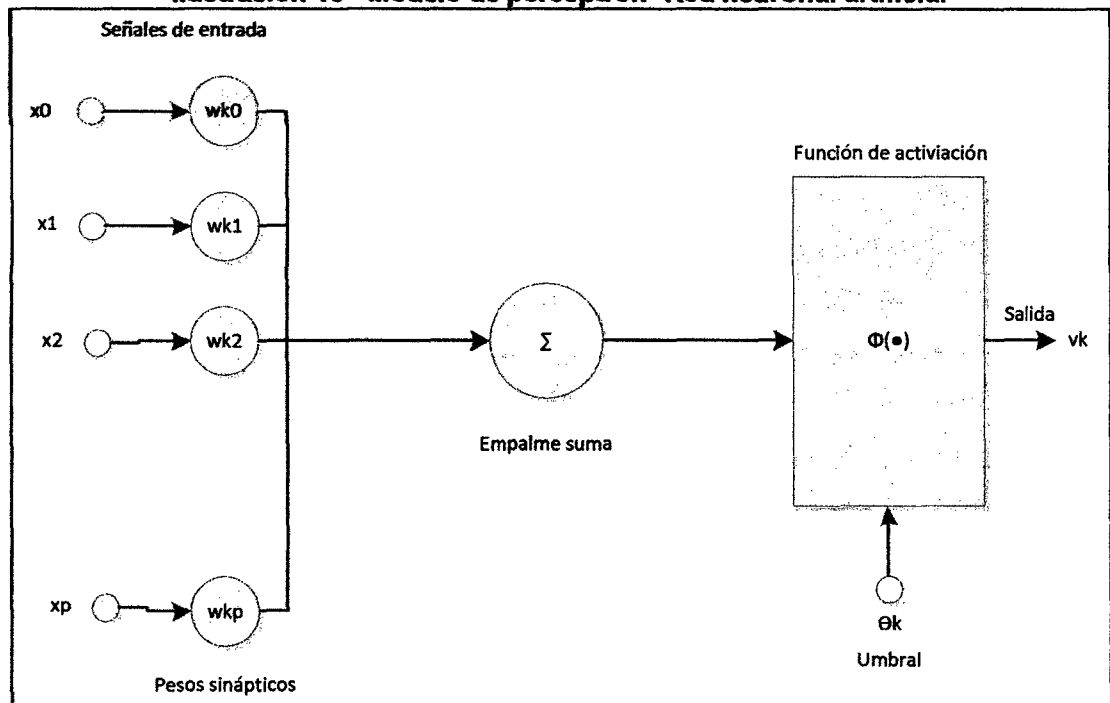 Señales de entrada
x0 wk0
Función de activiación
x1 wk1
x2 wk2 Σ Φ(●) Salida vk
Empalme suma
xp wkp
Θk
Umbral
Pesos sinápticos